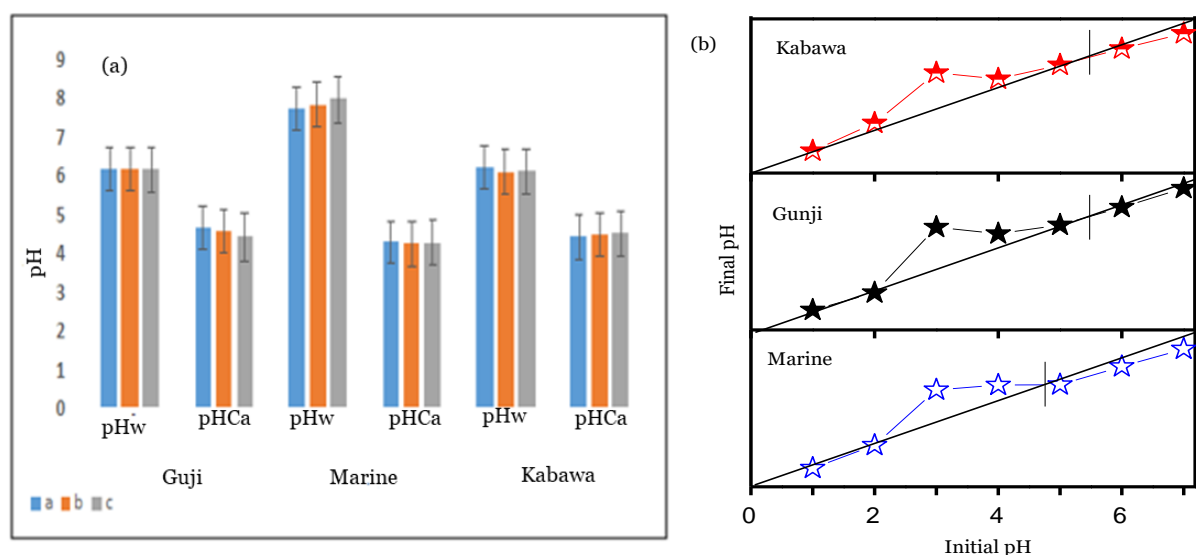 (a)
pH
9
8
7
6
5
4
3
2
1
0
pHw pHCa pHw pHCa pHw pHCa
Guji Marine Kabawa
a b c
(b)
Final pH
Kabawa
Gunji
Marine
0 2 4 6
Initial pH